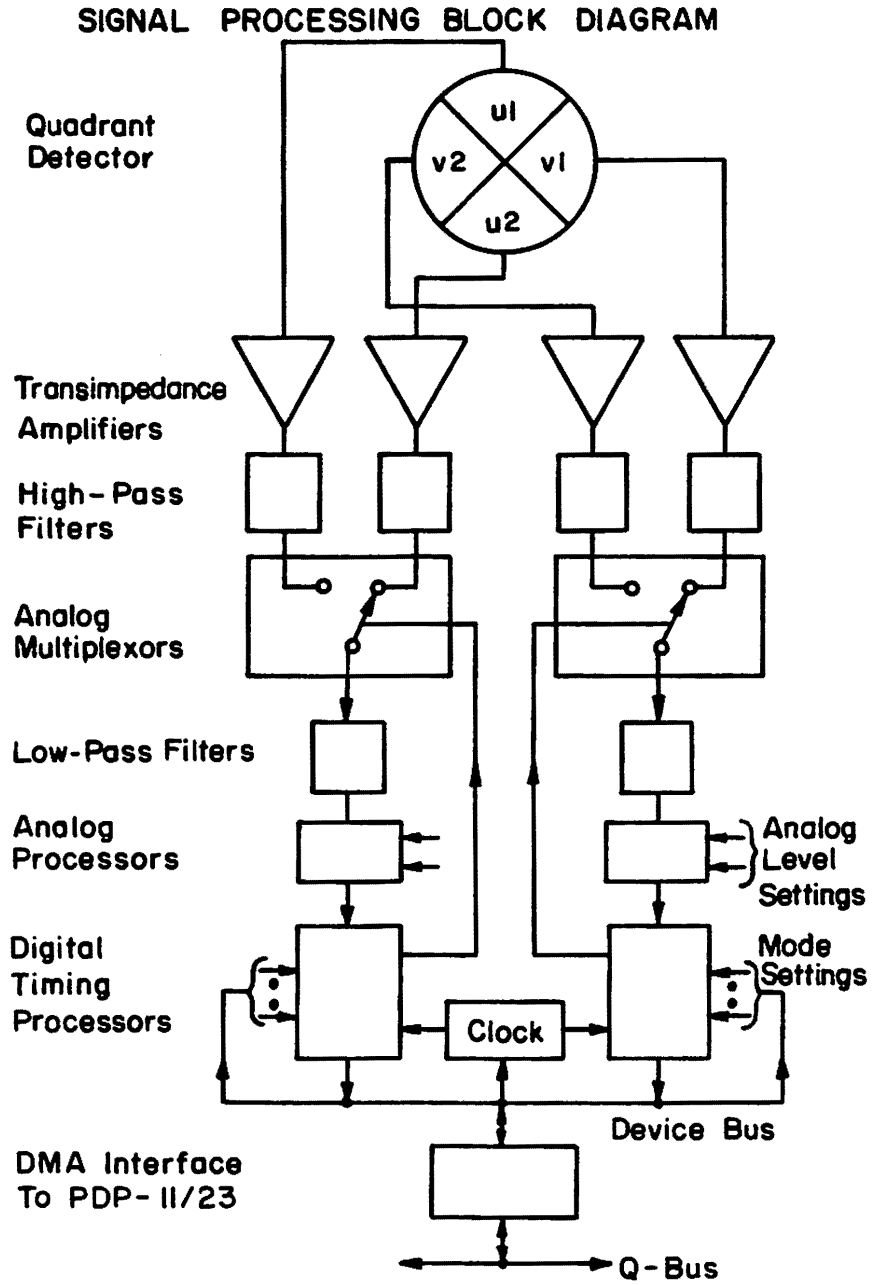 SIGNAL PROCESSING BLOCK DIAGRAM
Quadrant
Detector
u1
v2
v1
u2
Transimpedance
Amplifiers
High-Pass
Filters
Analog
Multiplexors
Low-Pass Filters
Analog
Processors
Analog
Level
Settings
Digital
Timing
Processors
Mode
Settings
Clock
Device Bus
DMA Interface
To PDP-11/23
Q-Bus